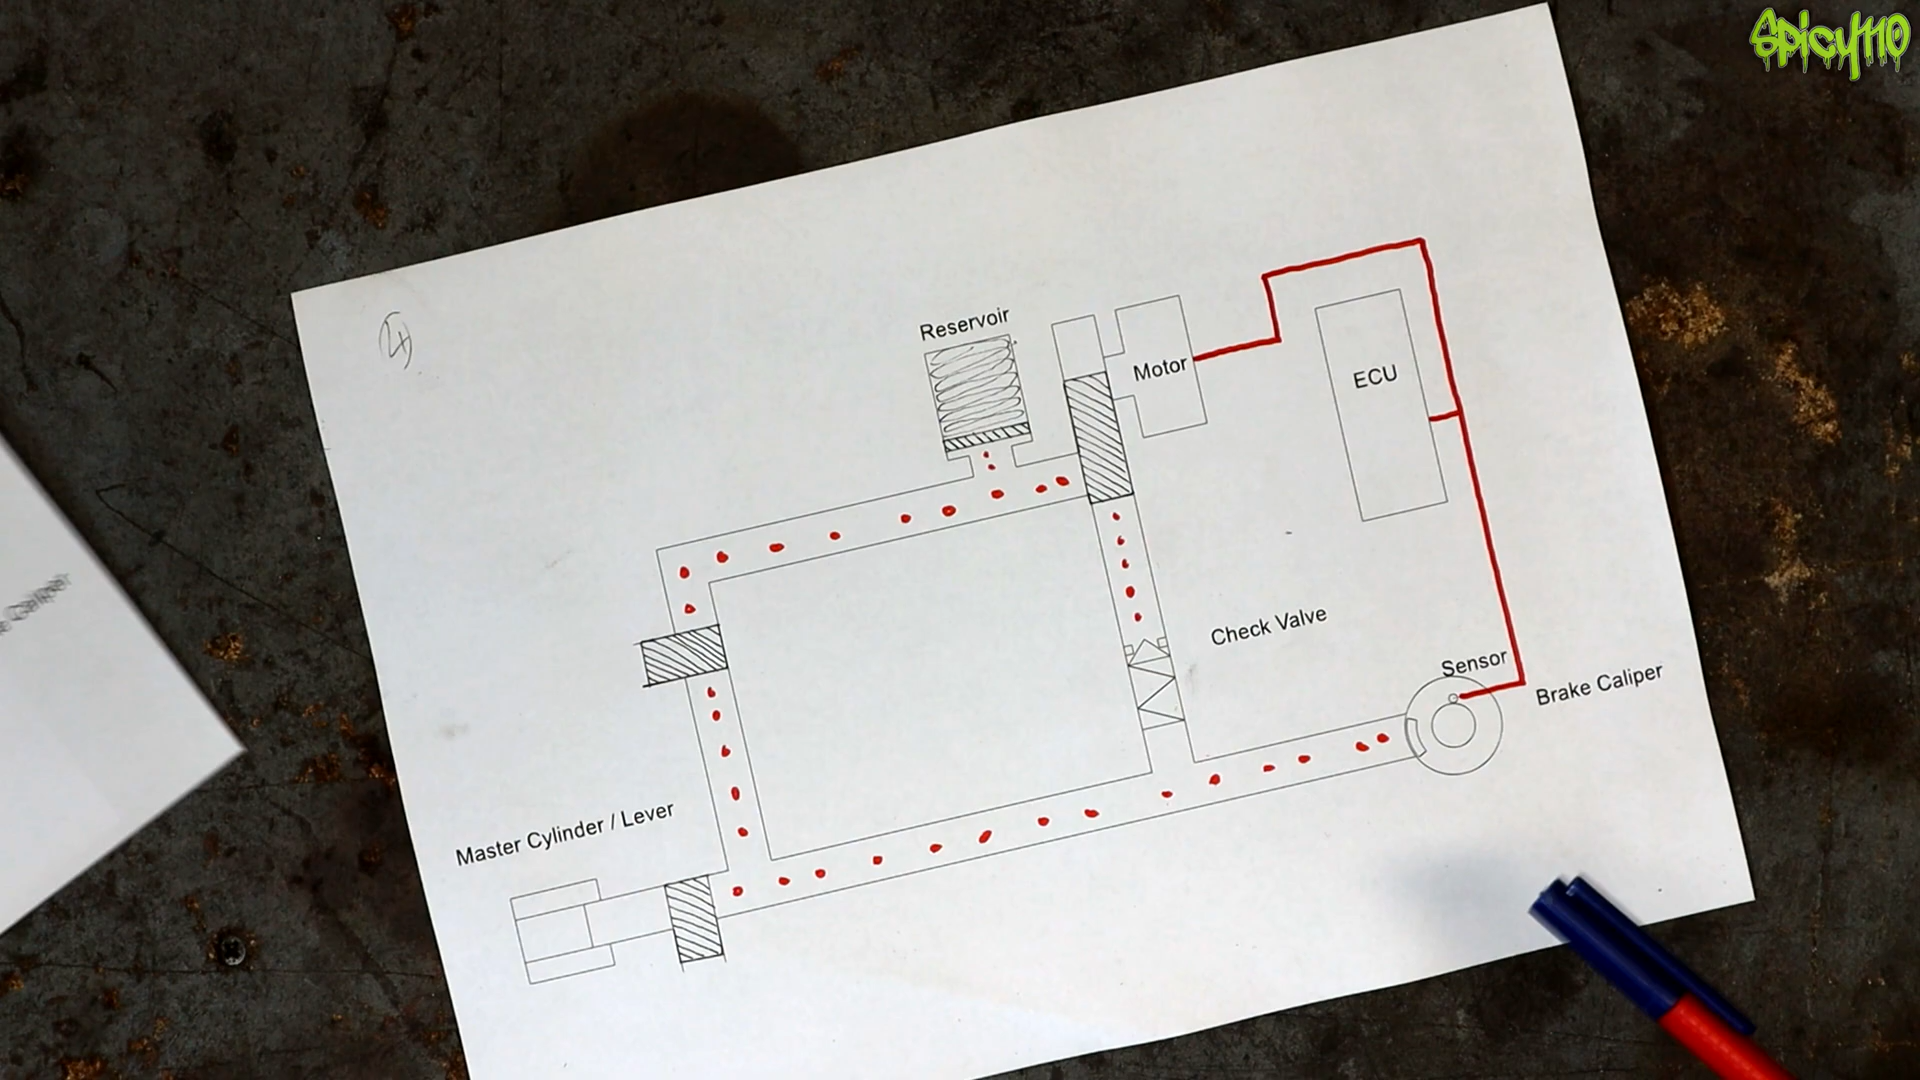 Spicy110
4
Reservoir
Motor
ECU
Check Valve
Sensor
Brake Caliper
Master Cylinder / Lever